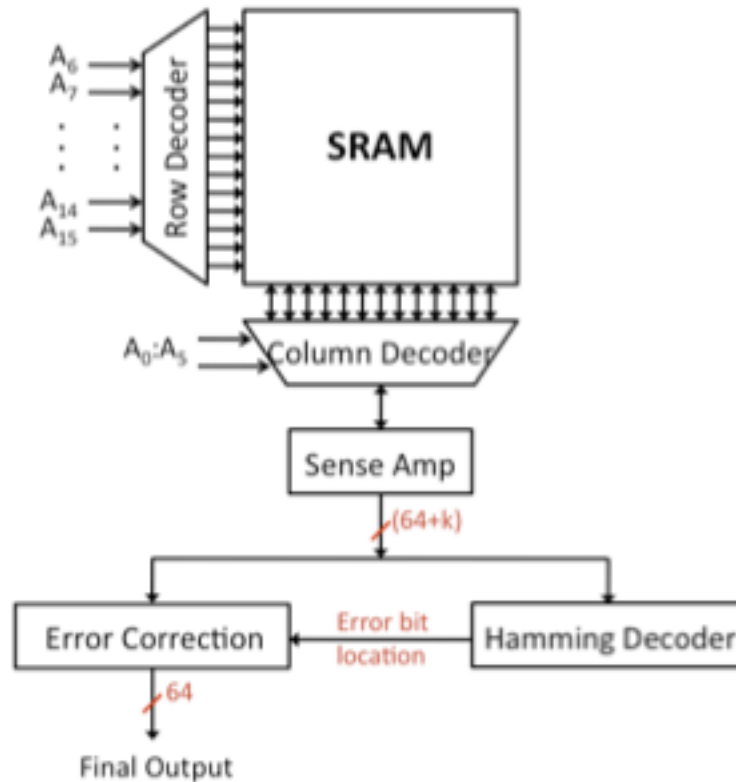 A6
A7
. .
. .
. .
A14
A15
Row Decoder
SRAM
A0:A5
Column Decoder
Sense Amp
(64+k)
Error Correction
Error bit
location
Hamming Decoder
64
Final Output